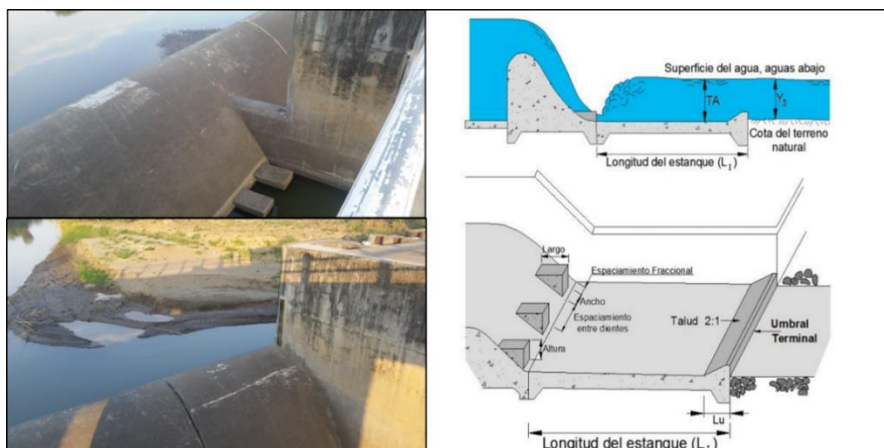 Superficie del agua, aguas abajo
TA
Y₂
Cota del terreno
natural
Longitud del estanque (L₁)
Largo
Espaciamiento Fraccional
Ancho
Espaciamiento
entre dientes
Altura
Talud 2:1
Umbral
Terminal
Lu
Longitud del estanque (L